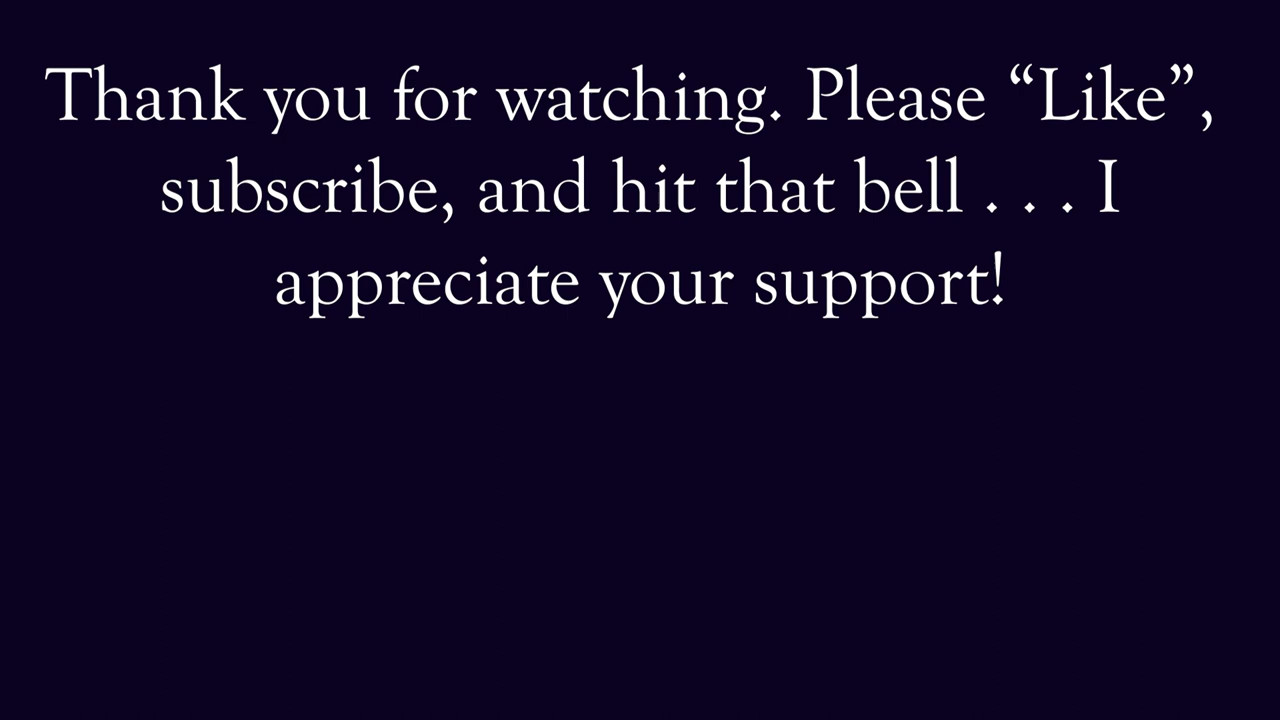 Thank you for watching. Please “Like”,
subscribe, and hit that bell . . . I
appreciate your support!